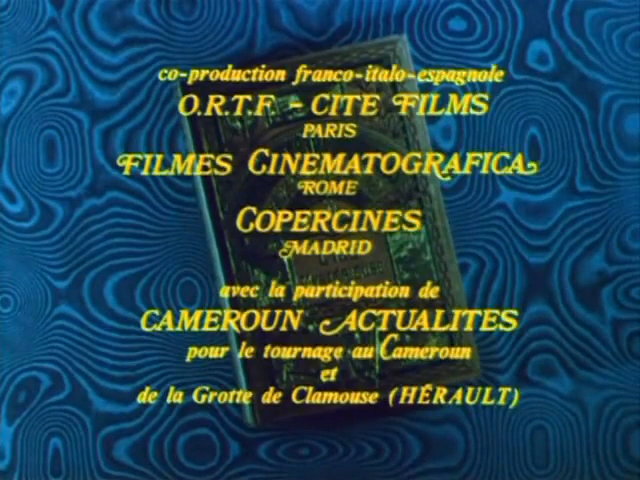 co-production franco-italo-espagnole
O.R.T.F - CITE FILMS
PARIS
FILMES CINEMATOGRAFICA
ROME
COPERCINES
MADRID
avec la participation de
CAMEROUN . ACTUALITES
pour le tournage au Cameroun
et
de la Grotte de Clamouse (HÉRAULT)